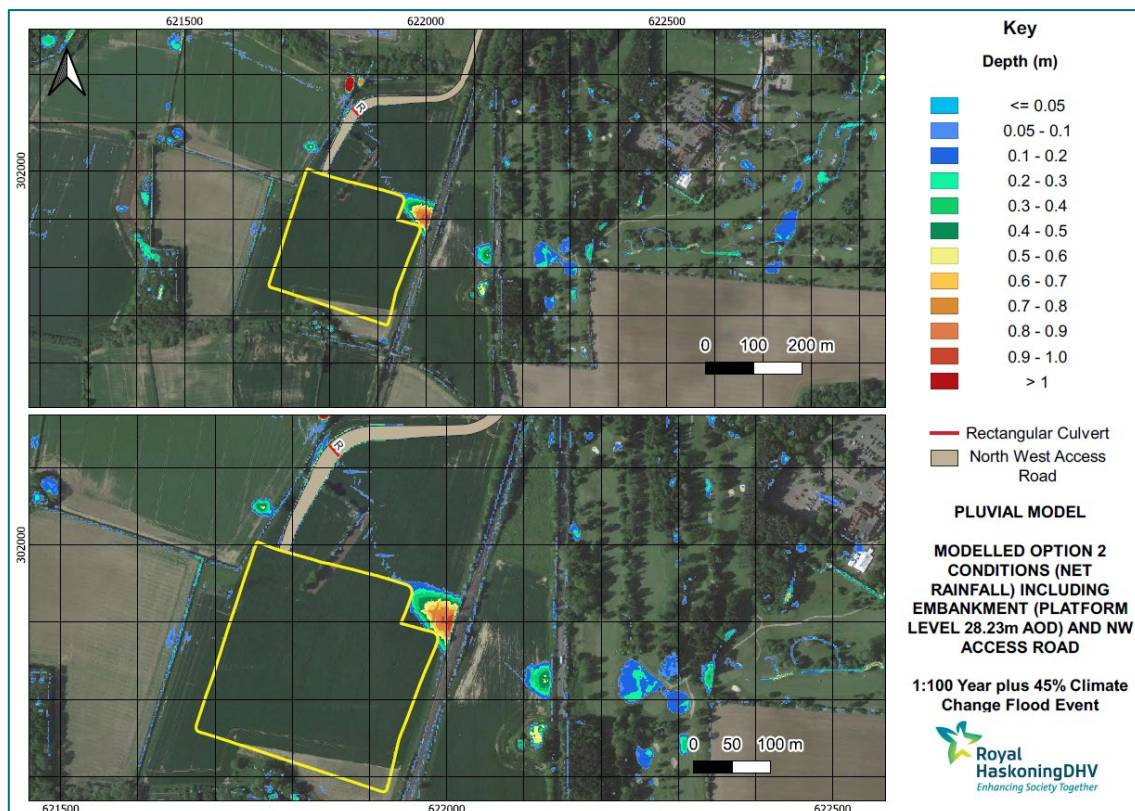 621500
622000
622500
302000
R
0 100 200 m
302000
R
0 50 100 m
621500
622000
622500
Key
Depth (m)
<= 0.05
0.05 - 0.1
0.1 - 0.2
0.2 - 0.3
0.3 - 0.4
0.4 - 0.5
0.5 - 0.6
0.6 - 0.7
0.7 - 0.8
0.8 - 0.9
0.9 - 1.0
> 1
Rectangular Culvert
North West Access
Road
PLUVIAL MODEL
MODELLED OPTION 2
CONDITIONS (NET
RAINFALL) INCLUDING
EMBANKMENT (PLATFORM
LEVEL 28.23m AOD) AND NW
ACCESS ROAD
1:100 Year plus 45% Climate
Change Flood Event
Royal
HaskoningDHV
Enhancing Society Together